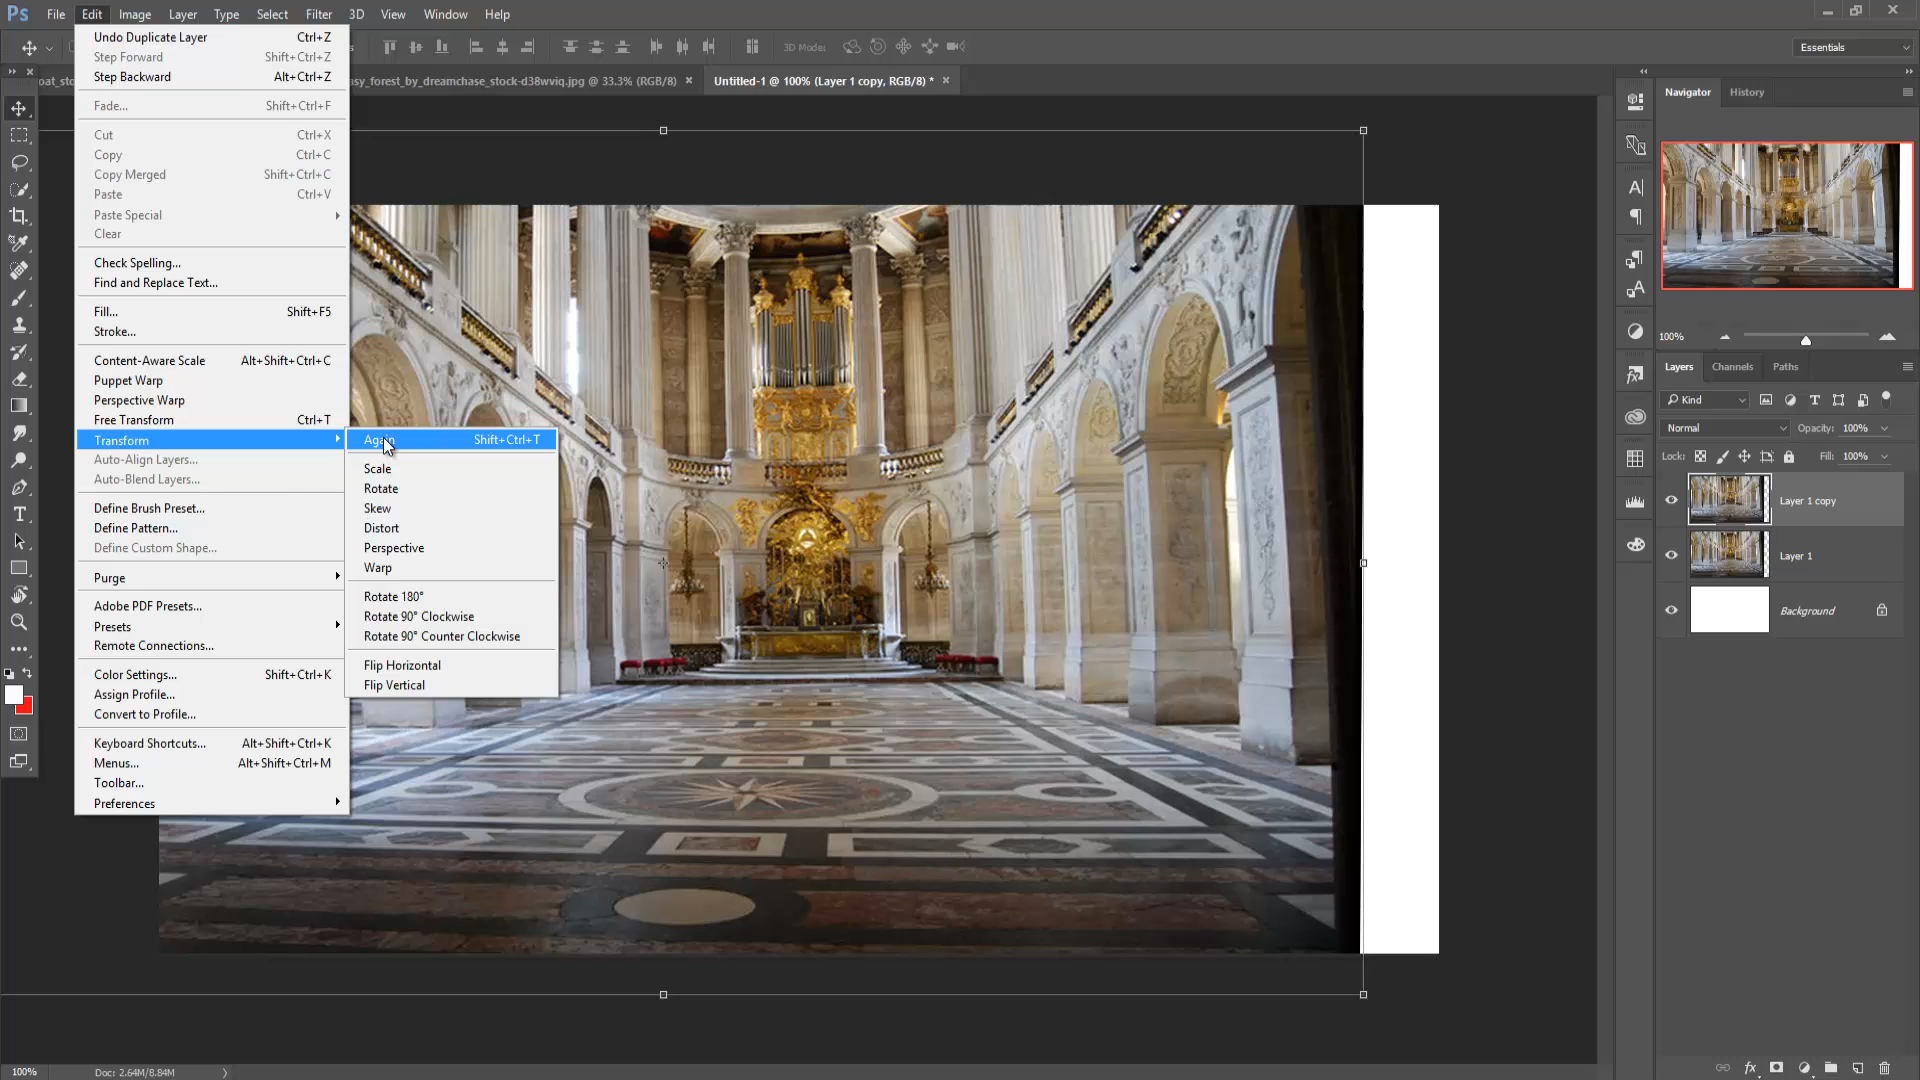 Ps File Edit Image Layer Type Select Filter 3D View Window Help
Undo Duplicate Layer Ctrl+Z
Step Forward Shift+Ctrl+Z
Step Backward Alt+Ctrl+Z
Fade... Shift+Ctrl+F
Cut Ctrl+X
Copy Ctrl+C
Copy Merged Shift+Ctrl+C
Paste Ctrl+V
Paste Special
Clear
Check Spelling...
Find and Replace Text...
Fill... Shift+F5
Stroke...
Content-Aware Scale Alt+Shift+Ctrl+C
Puppet Warp
Perspective Warp
Free Transform Ctrl+T
Transform
Auto-Align Layers...
Auto-Blend Layers...
Define Brush Preset...
Define Pattern...
Define Custom Shape...
Purge
Adobe PDF Presets...
Presets
Remote Connections...
Color Settings... Shift+Ctrl+K
Assign Profile...
Convert to Profile...
Keyboard Shortcuts... Alt+Shift+Ctrl+K
Menus... Alt+Shift+Ctrl+M
Toolbar...
Preferences
Again Shift+Ctrl+T
Scale
Rotate
Skew
Distort
Perspective
Warp
Rotate 180°
Rotate 90° Clockwise
Rotate 90° Counter Clockwise
Flip Horizontal
Flip Vertical
3D Mode:
Essentials
oat_sto
sy_forest_by_dreamchase_stock-d38wviq.jpg @ 33.3% (RGB/8) ×
Untitled-1 @ 100% (Layer 1 copy, RGB/8) * ×
Navigator History
100%
Layers Channels Paths
Kind
Normal Opacity: 100%
Lock: Fill: 100%
Layer 1 copy
Layer 1
Background
100% Doc: 2.64M/8.84M